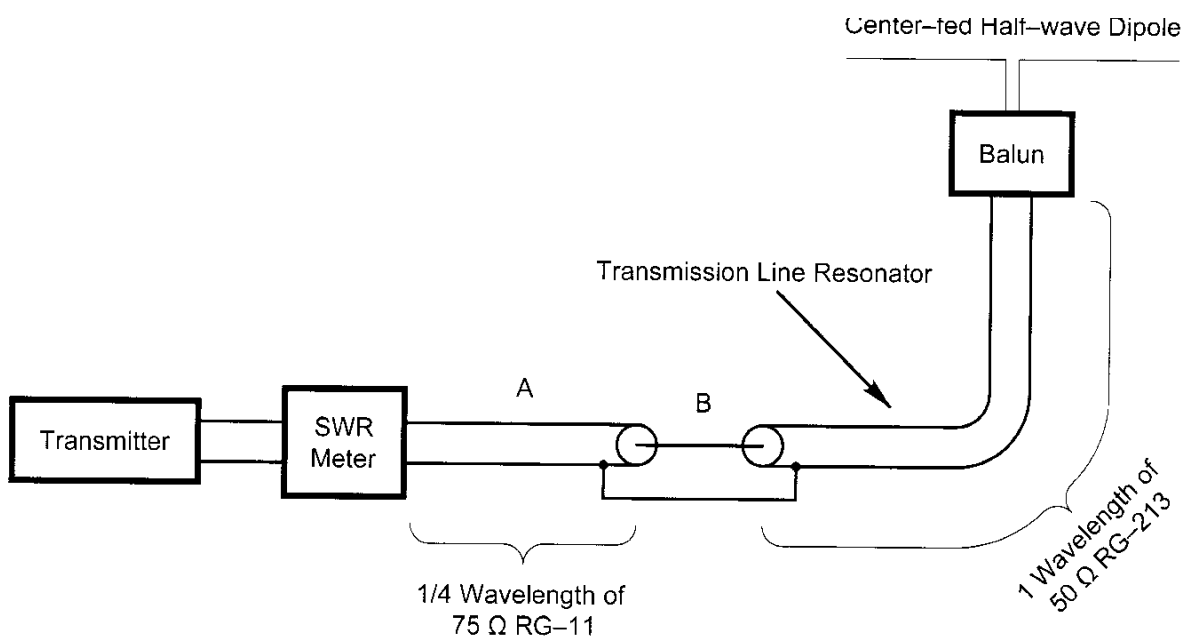 Center–fed Half–wave Dipole
Balun
Transmission Line Resonator
A
B
Transmitter
SWR
Meter
1/4 Wavelength of
75 Ω RG–11
1 Wavelength of
50 Ω RG–213